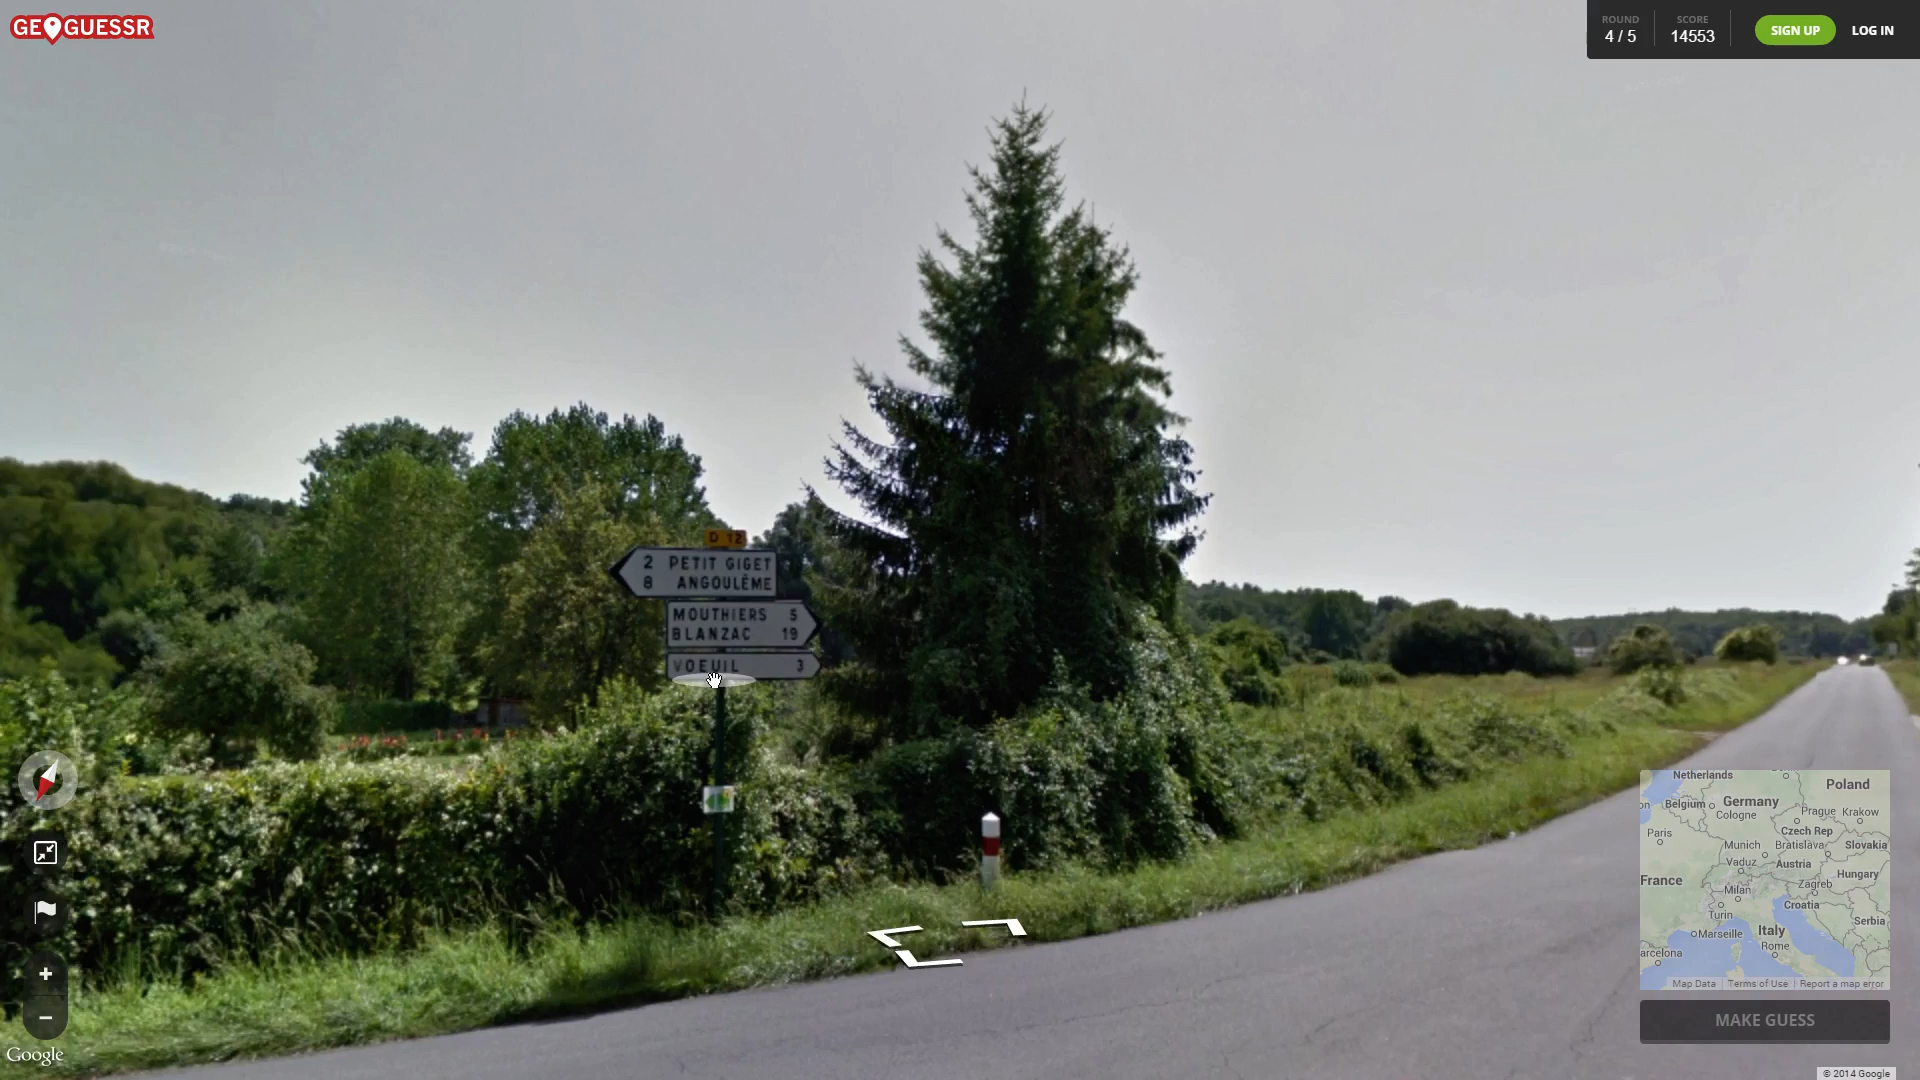 GEOGUESSR
ROUND
4 / 5
SCORE
14553
SIGN UP
LOG IN
D 12
2 PETIT GIGET
8 ANGOULÊME
MOUTHIERS 5
BLANZAC 19
VOEUIL 3
Netherlands
Poland
Belgium
Germany
Cologne
Prague
Krakow
Paris
Czech Rep
Munich
Bratislava
Slovakia
Vaduz
Austria
France
Hungary
Milan
Zagreb
Turin
Croatia
Serbia
Marseille
Italy
Rome
arcelona
Map Data
Terms of Use
Report a map error
MAKE GUESS
Google
© 2014 Google